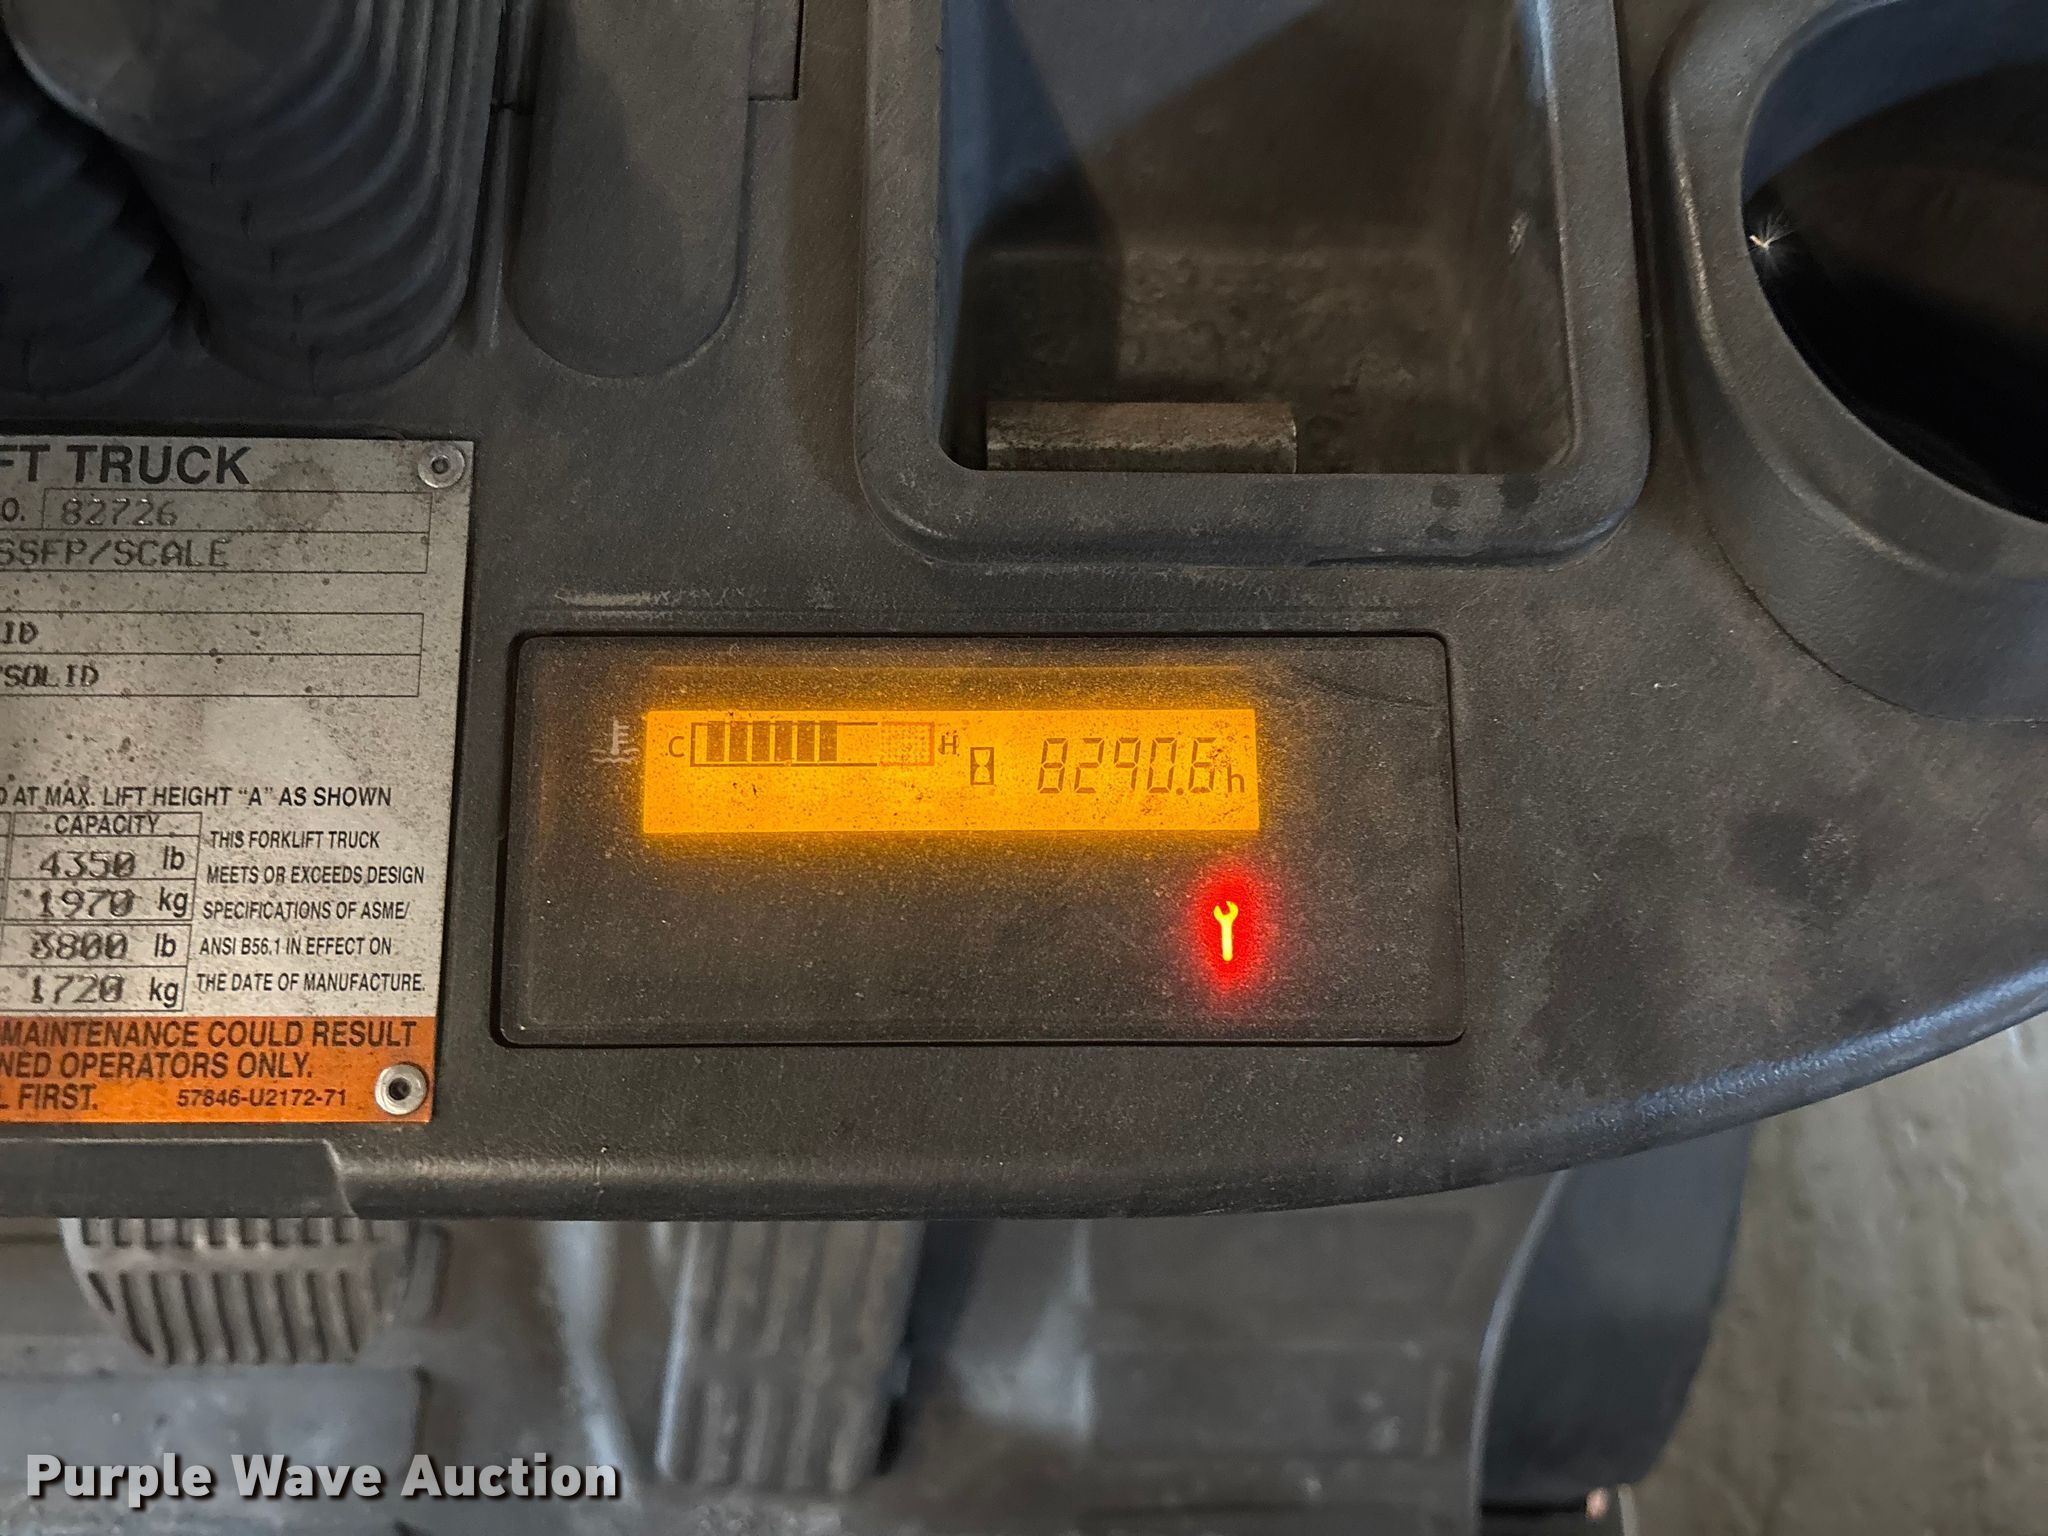 FT TRUCK
O. 82726
SSFP/SCALE
ID
/SOLID
C H 8290.6h
D AT MAX. LIFT HEIGHT "A" AS SHOWN
CAPACITY
4350 lb
1970 kg
3800 lb
1720 kg
THIS FORKLIFT TRUCK
MEETS OR EXCEEDS DESIGN
SPECIFICATIONS OF ASME/
ANSI B56.1 IN EFFECT ON
THE DATE OF MANUFACTURE.
MAINTENANCE COULD RESULT
NED OPERATORS ONLY.
L FIRST. 57846-U2172-71
Purple Wave Auction